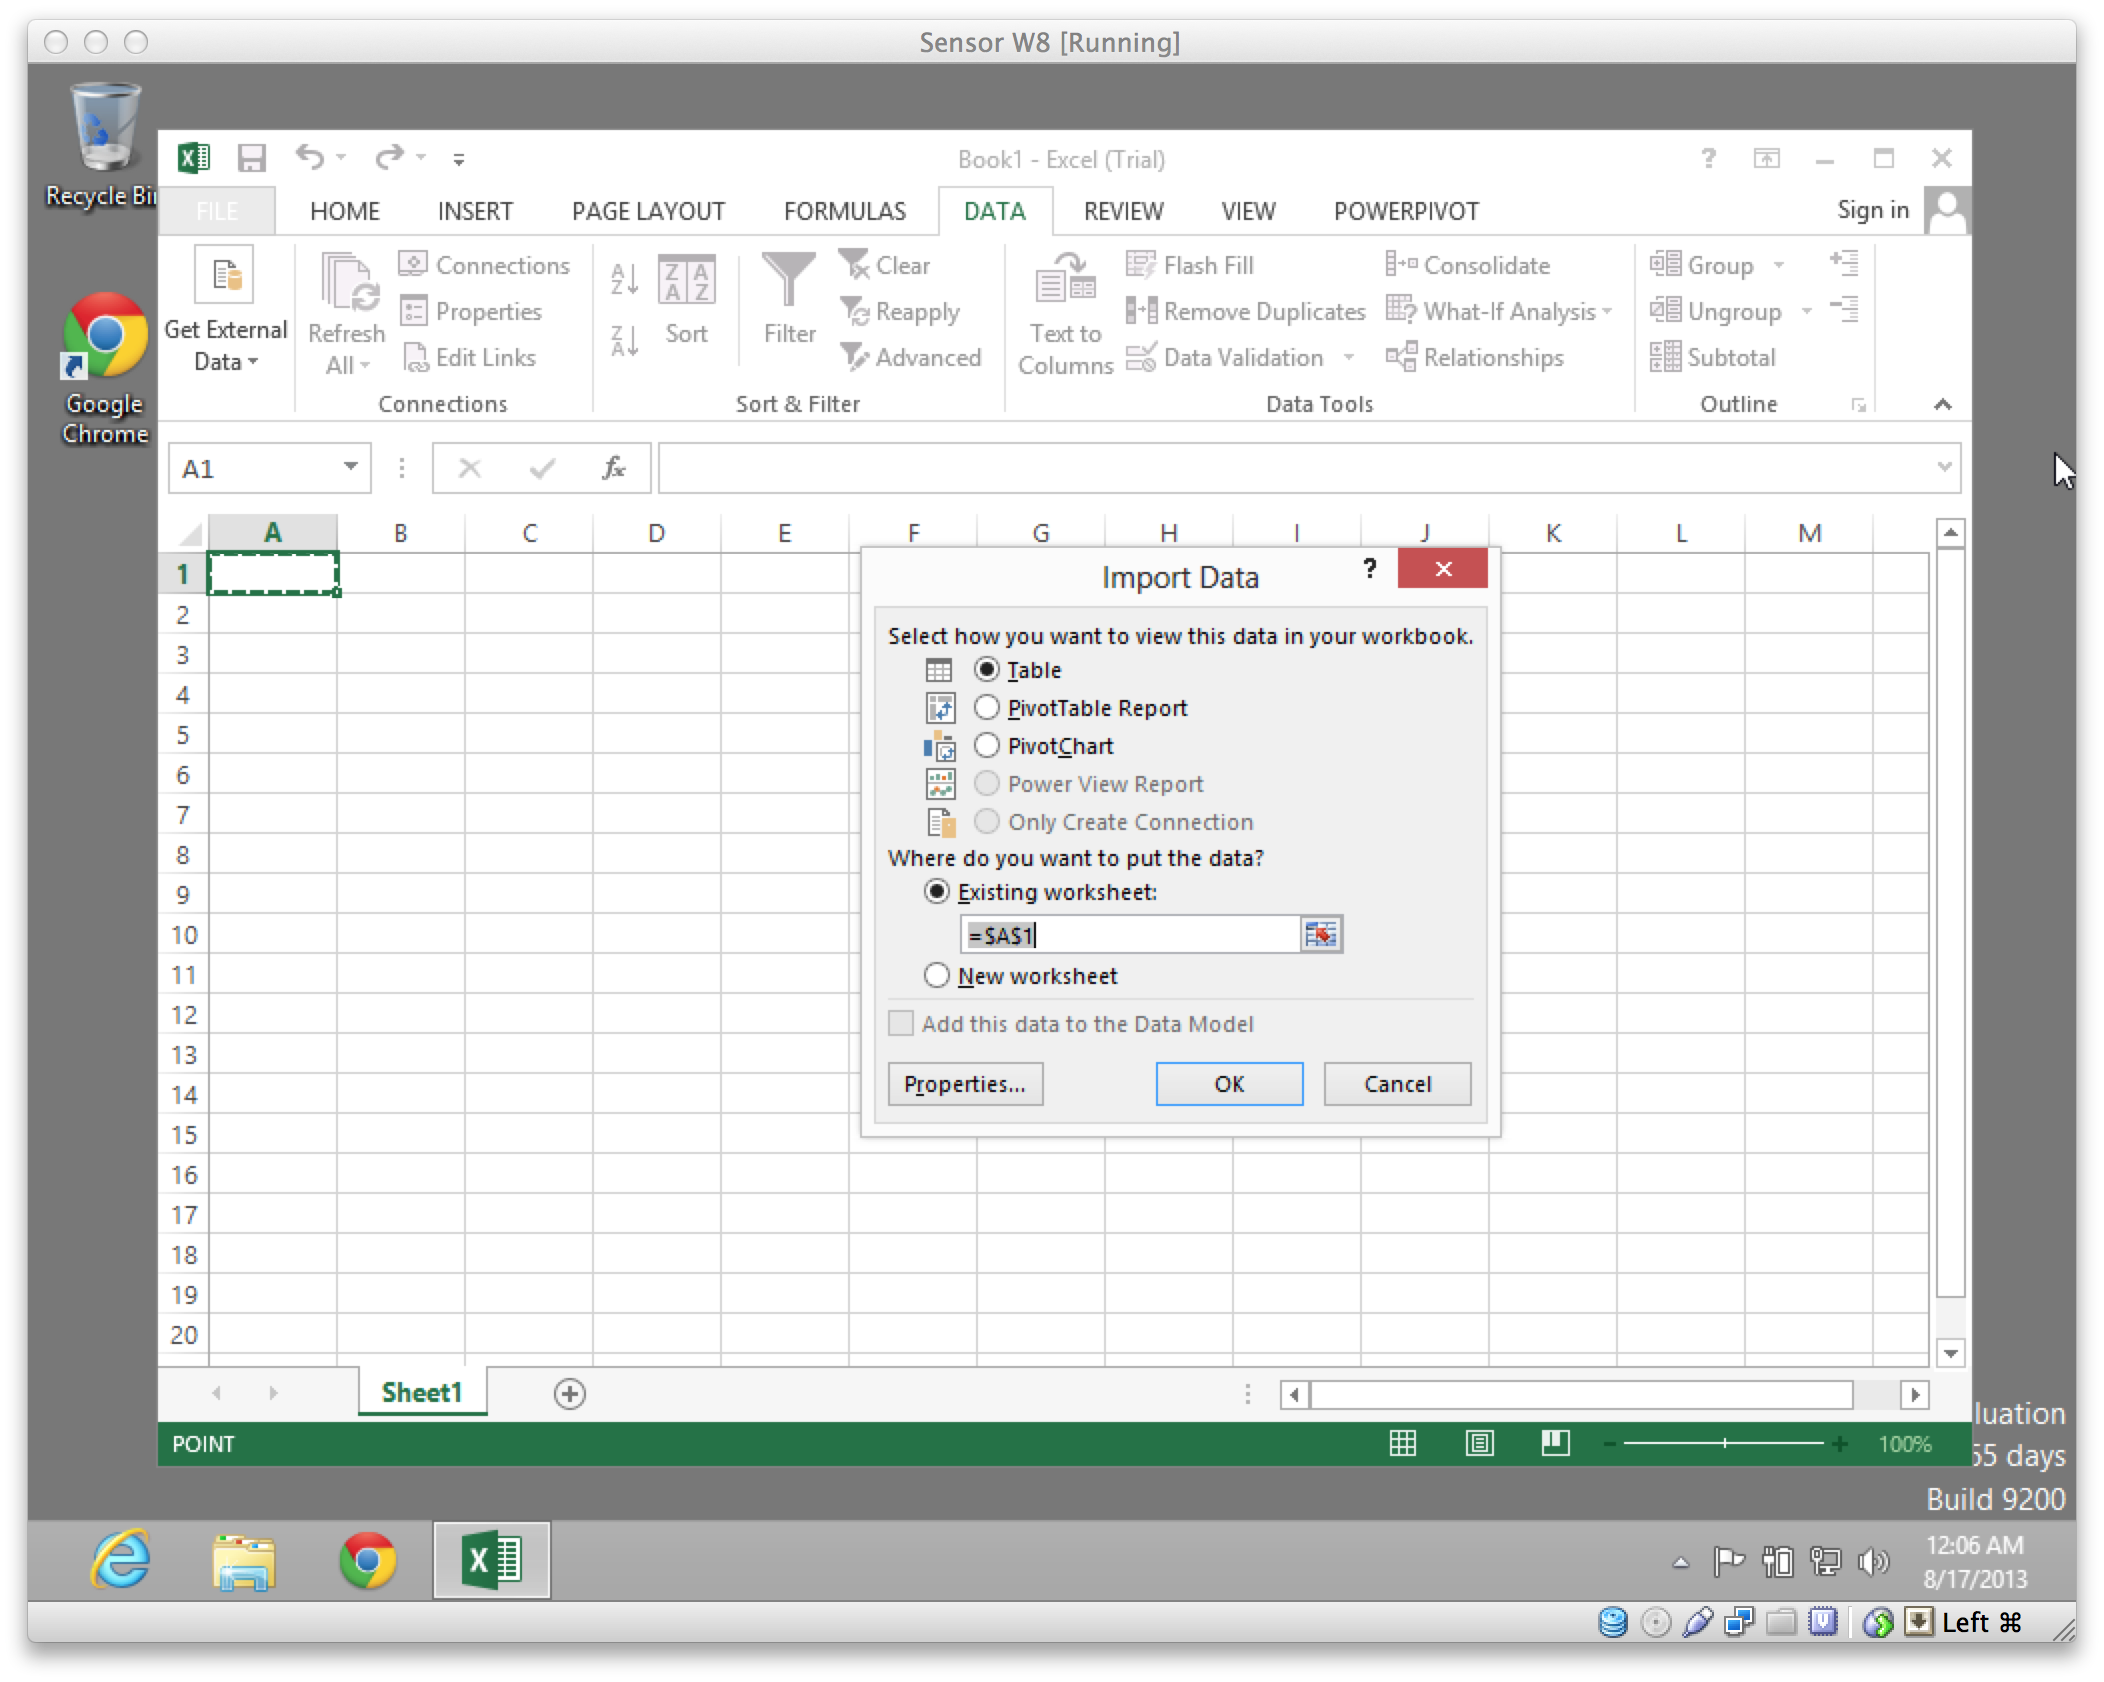 Sensor W8 [Running]
Recycle Bi
Google
Chrome
Book1 - Excel (Trial)
?
FILE HOME INSERT PAGE LAYOUT FORMULAS DATA REVIEW VIEW POWERPIVOT Sign in
Get External
Data
Refresh
All
Connections
Properties
Edit Links
Connections
Sort
Filter
Clear
Reapply
Advanced
Sort & Filter
Text to
Columns
Flash Fill
Remove Duplicates
Data Validation
Consolidate
What-If Analysis
Relationships
Data Tools
Group
Ungroup
Subtotal
Outline
A1
fx
A B C D E F G H I J K L M
1
2
3
4
5
6
7
8
9
10
11
12
13
14
15
16
17
18
19
20
Import Data ?
Select how you want to view this data in your workbook.
Table
PivotTable Report
PivotChart
Power View Report
Only Create Connection
Where do you want to put the data?
Existing worksheet:
=$A$1
New worksheet
Add this data to the Data Model
Properties... OK Cancel
Sheet1
POINT 100%
luation
55 days
Build 9200
12:06 AM
8/17/2013
Left ⌘